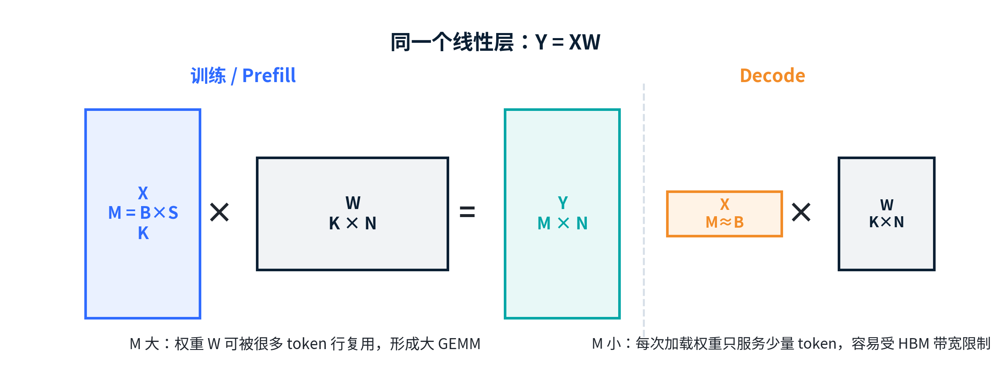 同一个线性层：Y = XW
训练 / Prefill
X
M = B×S
K
×
W
K × N
=
Y
M × N
M 大：权重 W 可被很多 token 行复用，形成大 GEMM
Decode
X
M≈B
×
W
K×N
M 小：每次加载权重只服务少量 token，容易受 HBM 带宽限制